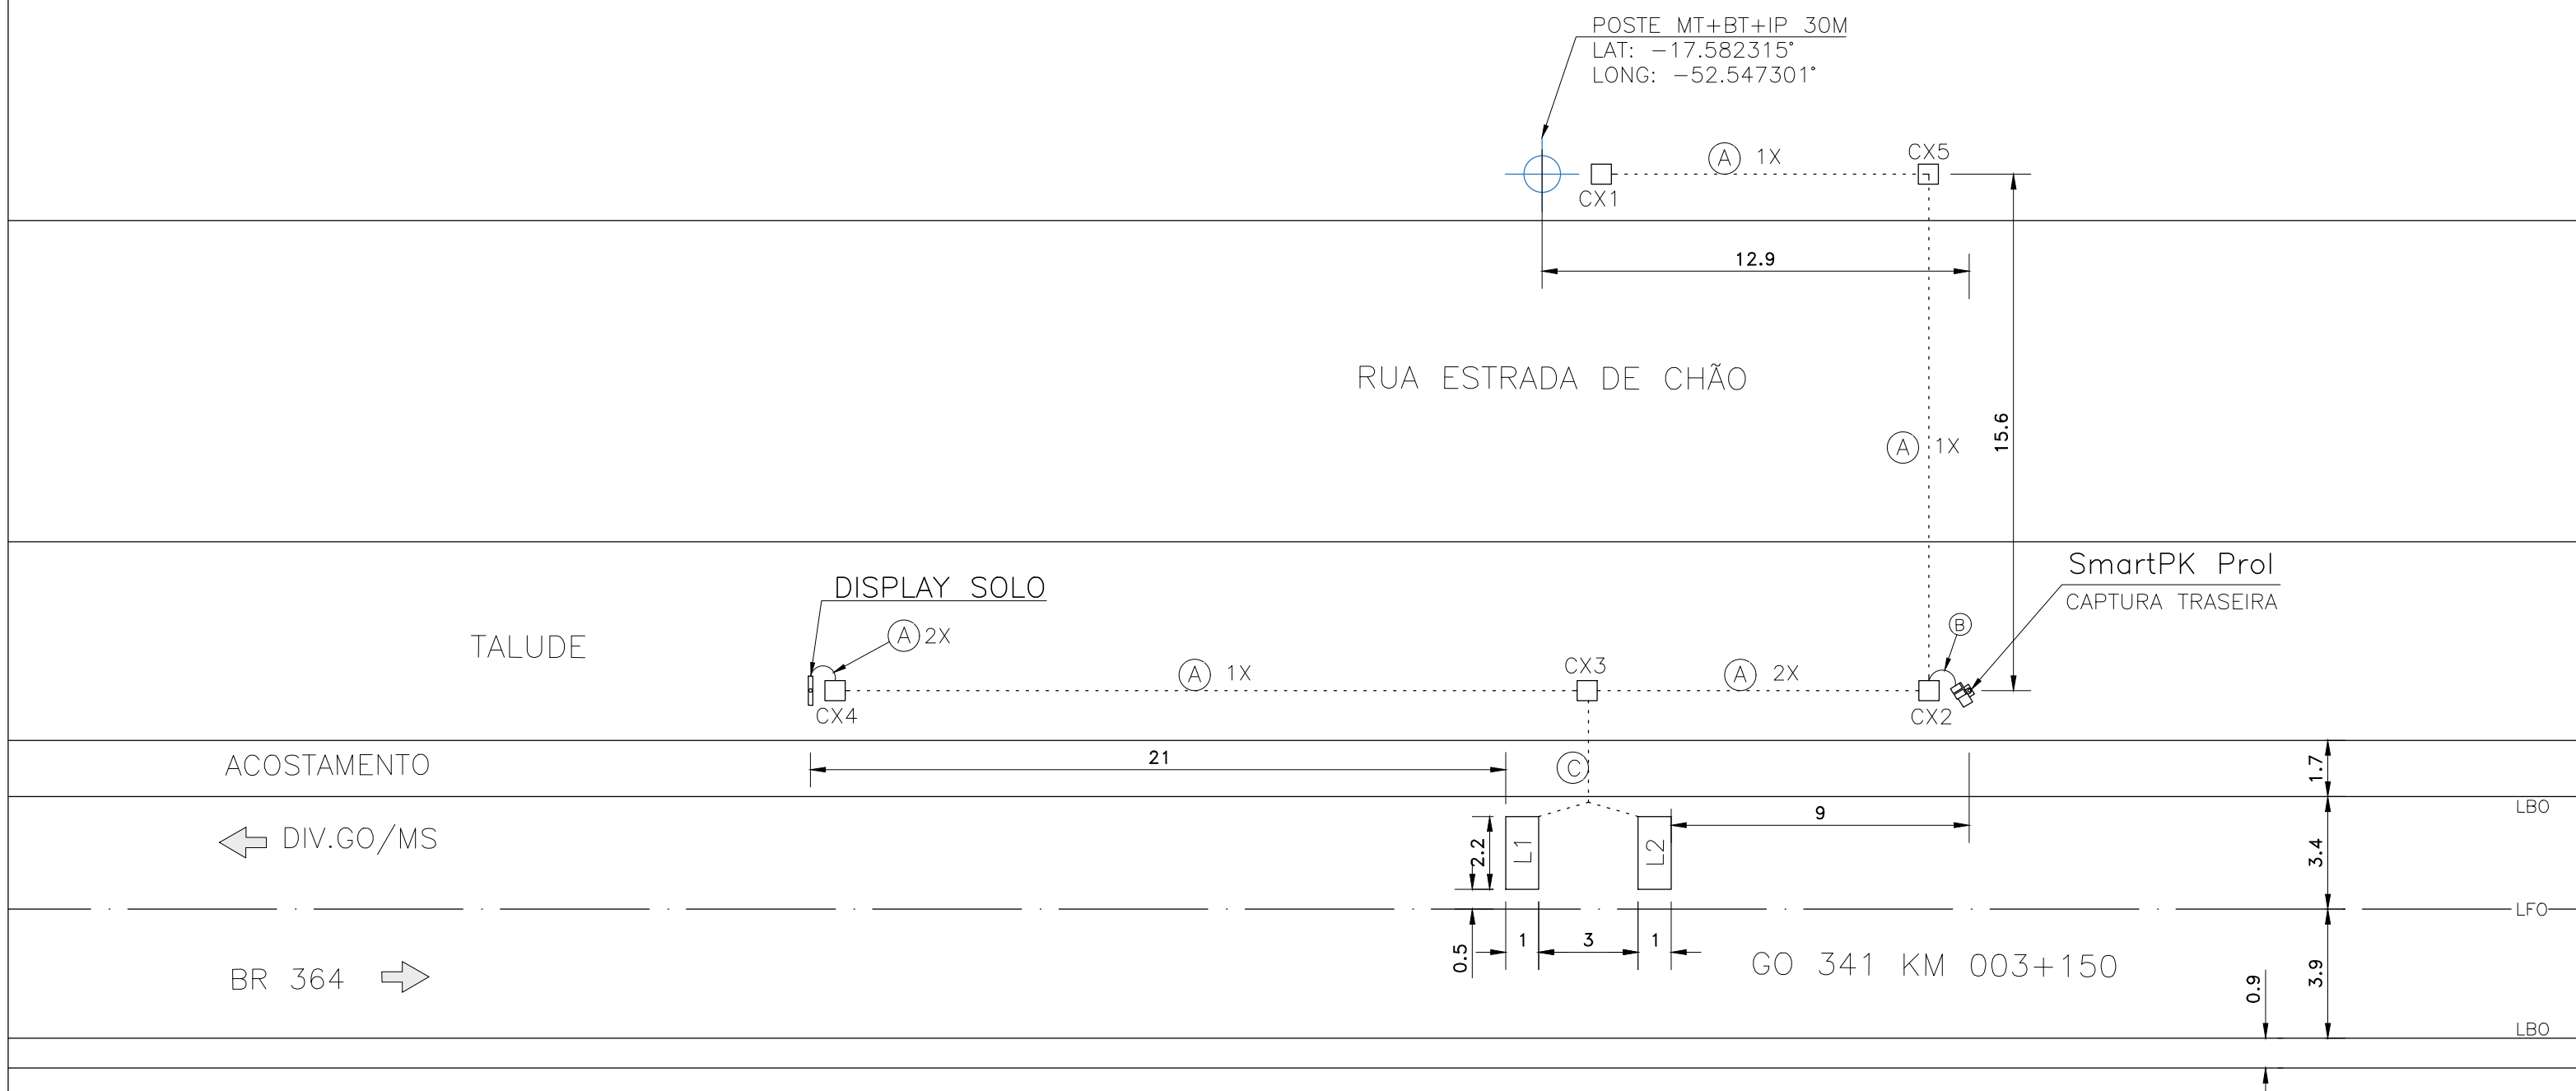 POSTE MT+BT+IP 30M
LAT: -17.582315°
LONG: -52.547301°
A 1X
CX5
CX1
12.9
RUA ESTRADA DE CHÃO
15.6
A 1X
SmartPK ProI
CAPTURA TRASEIRA
DISPLAY SOLO
A 2X
B
TALUDE
A 1X
CX3
A 2X
CX4
CX2
ACOSTAMENTO
21
C
1.7
LBO
9
DIV.GO/MS
2.2
L1
L2
3.4
LFO
0.5
1
3
1
GO 341 KM 003+150
BR 364
3.9
0.9
LBO